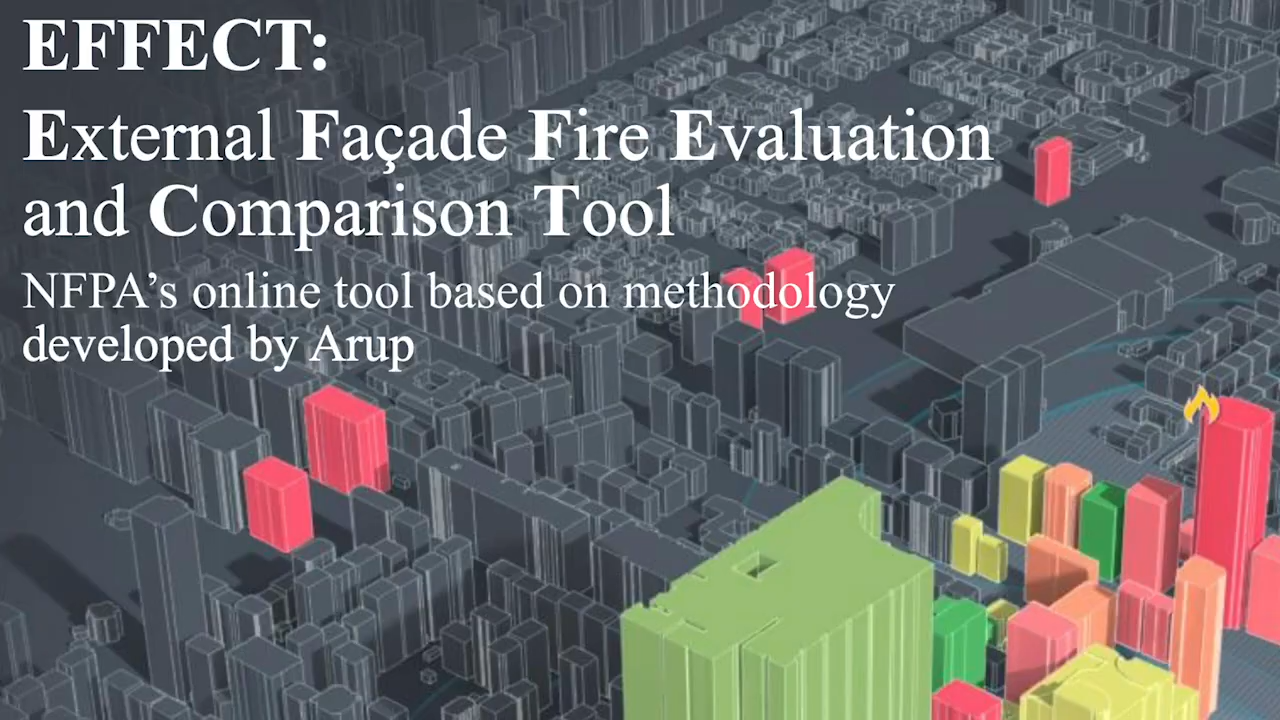 EFFECT:
External Façade Fire Evaluation
and Comparison Tool
NFPA’s online tool based on methodology
developed by Arup